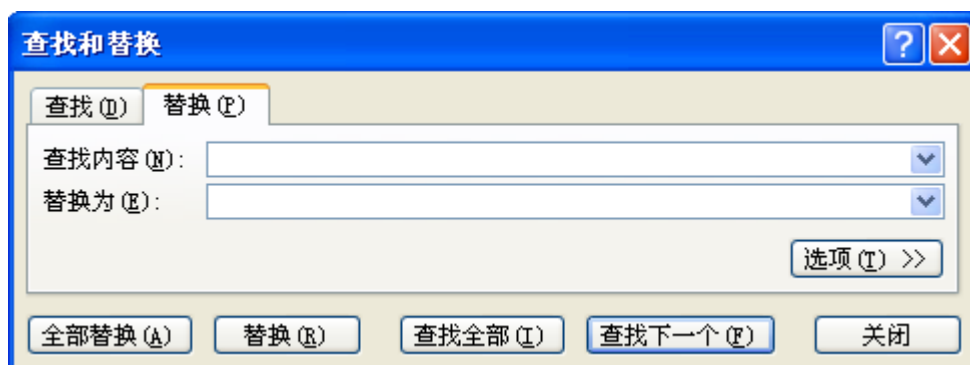 查找和替换
查找(D) 替换(P)
查找内容(N):
替换为(E):
选项(T) >>
全部替换(A) 替换(R) 查找全部(I) 查找下一个(F) 关闭